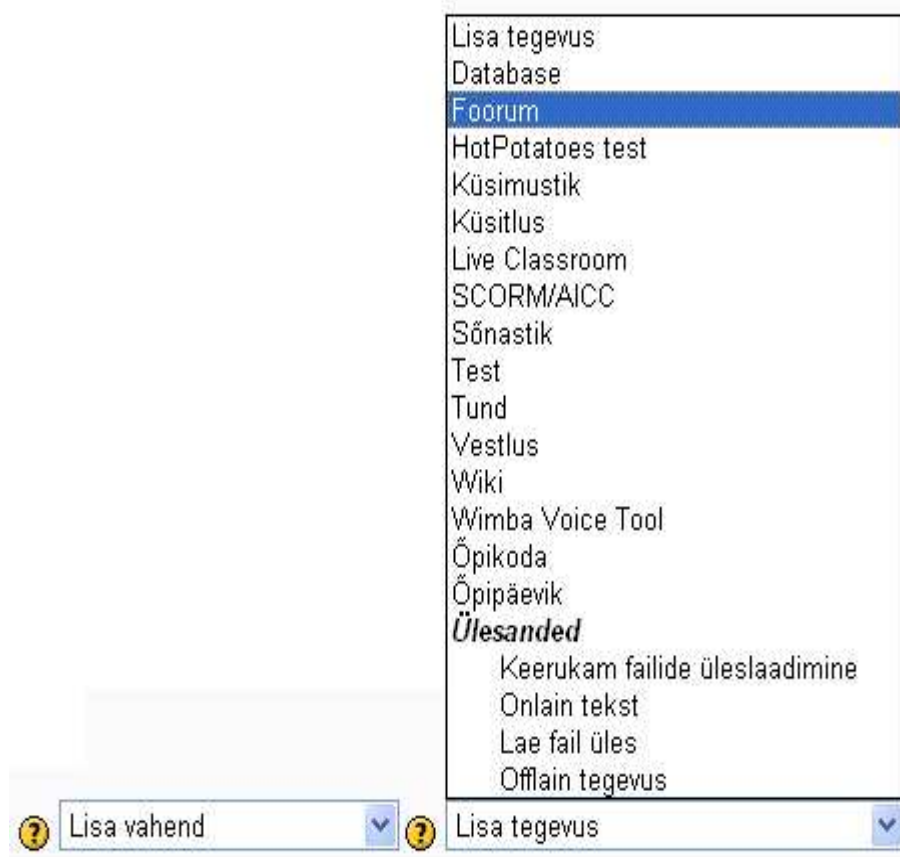 Lisa tegevus
Database
Foorum
HotPotatoes test
Küsimustik
Küsitlus
Live Classroom
SCORM/AICC
Sõnastik
Test
Tund
Vestlus
Wiki
Wimba Voice Tool
Õpikoda
Õpipäevik
Ülesanded
Keerukam failide üleslaadimine
Onlain tekst
Lae fail üles
Offlain tegevus
? Lisa vahend ? Lisa tegevus